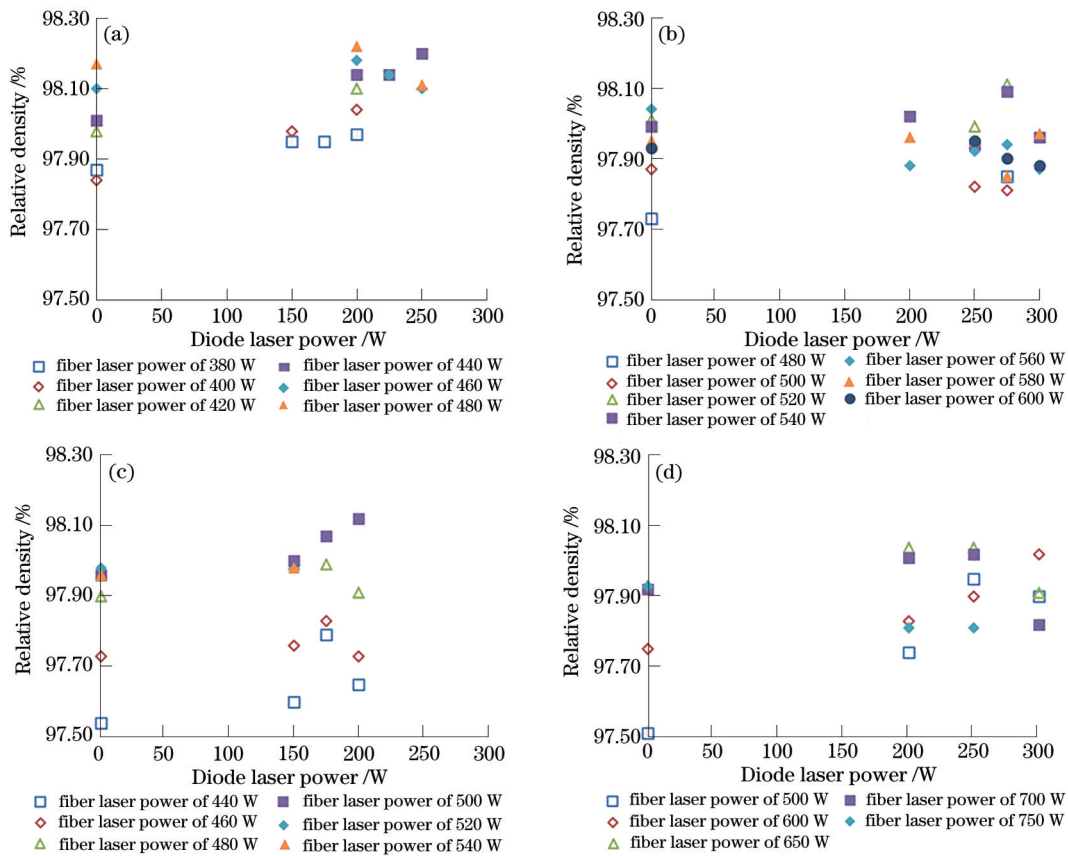 (a)
98.30
98.10
97.90
97.70
97.50
Relative density /%
0 50 100 150 200 250 300
Diode laser power /W
fiber laser power of 380 W
fiber laser power of 400 W
fiber laser power of 420 W
fiber laser power of 440 W
fiber laser power of 460 W
fiber laser power of 480 W
(b)
98.30
98.10
97.90
97.70
97.50
Relative density /%
0 50 100 150 200 250 300
Diode laser power /W
fiber laser power of 480 W
fiber laser power of 500 W
fiber laser power of 520 W
fiber laser power of 540 W
fiber laser power of 560 W
fiber laser power of 580 W
fiber laser power of 600 W
(c)
98.30
98.10
97.90
97.70
97.50
Relative density /%
0 50 100 150 200 250 300
Diode laser power /W
fiber laser power of 440 W
fiber laser power of 460 W
fiber laser power of 480 W
fiber laser power of 500 W
fiber laser power of 520 W
fiber laser power of 540 W
(d)
98.30
98.10
97.90
97.70
97.50
Relative density /%
0 50 100 150 200 250 300
Diode laser power /W
fiber laser power of 500 W
fiber laser power of 600 W
fiber laser power of 650 W
fiber laser power of 700 W
fiber laser power of 750 W